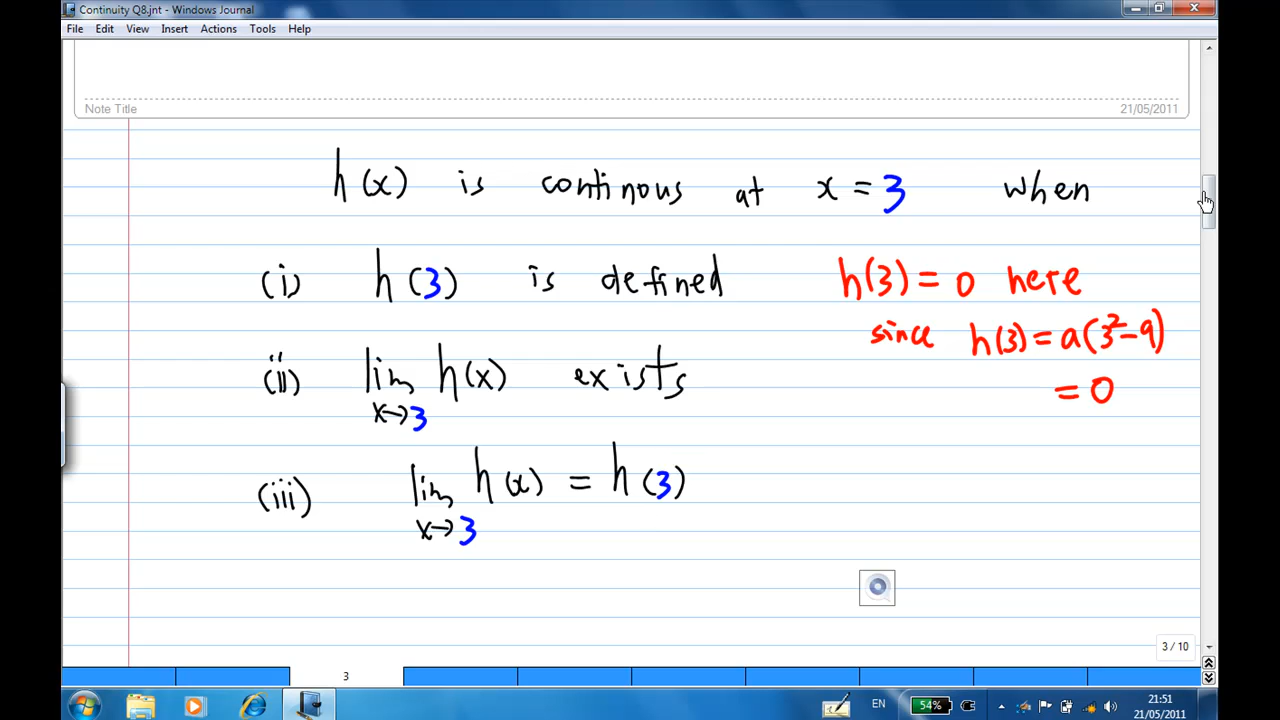 Continuity Q8.jnt - Windows Journal
File Edit View Insert Actions Tools Help
Note Title 21/05/2011
h(x) is continous at x = 3 when
(i) h(3) is defined h(3) = 0 here
since h(3) = a(3²-9)
= 0
(ii) lim h(x) exists
x→3
(iii) lim h(x) = h(3)
x→3
3 / 10
3
EN 54% 21:51
21/05/2011